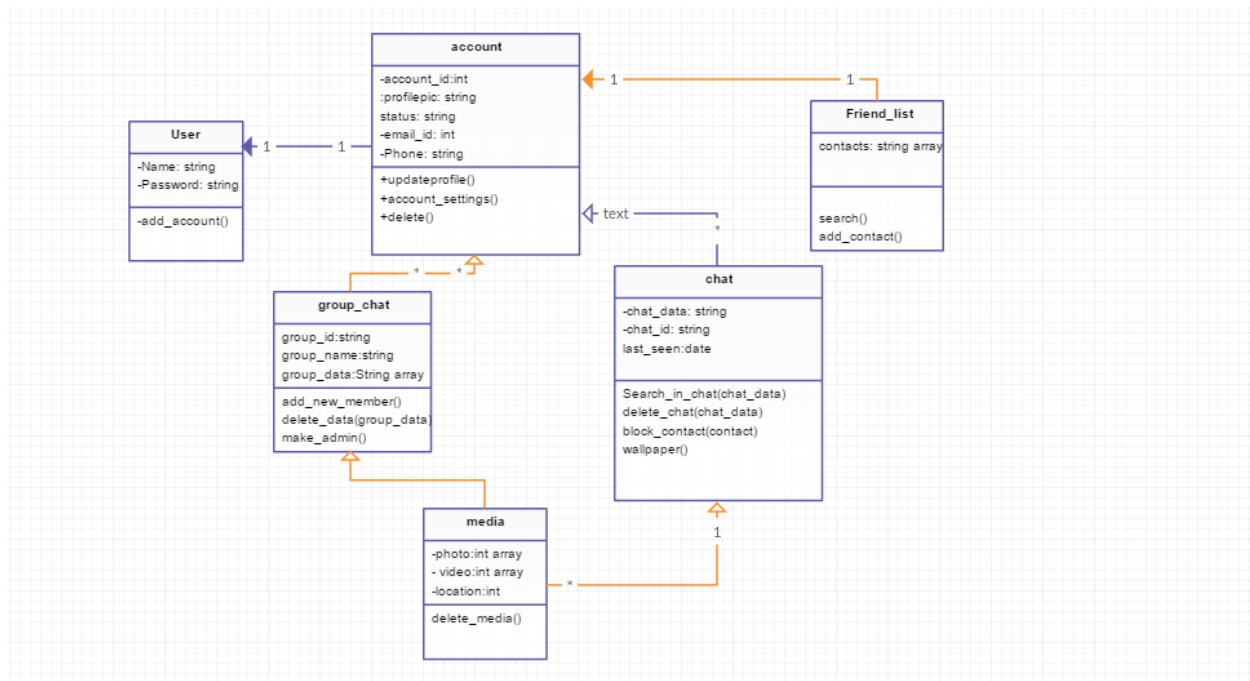 account
-account_id:int
:profilepic: string
status: string
-email_id: int
-Phone: string
+updateprofile()
+account_settings()
+delete()
1
1
Friend_list
contacts: string array
search()
add_contact()
User
-Name: string
-Password: string
-add_account()
1
1
text
*
*
*
group_chat
group_id:string
group_name:string
group_data:String array
add_new_member()
delete_data(group_data)
make_admin()
chat
-chat_data: string
-chat_id: string
last_seen:date
Search_in_chat(chat_data)
delete_chat(chat_data)
block_contact(contact)
wallpaper()
media
-photo:int array
- video:int array
-location:int
delete_media()
*
1